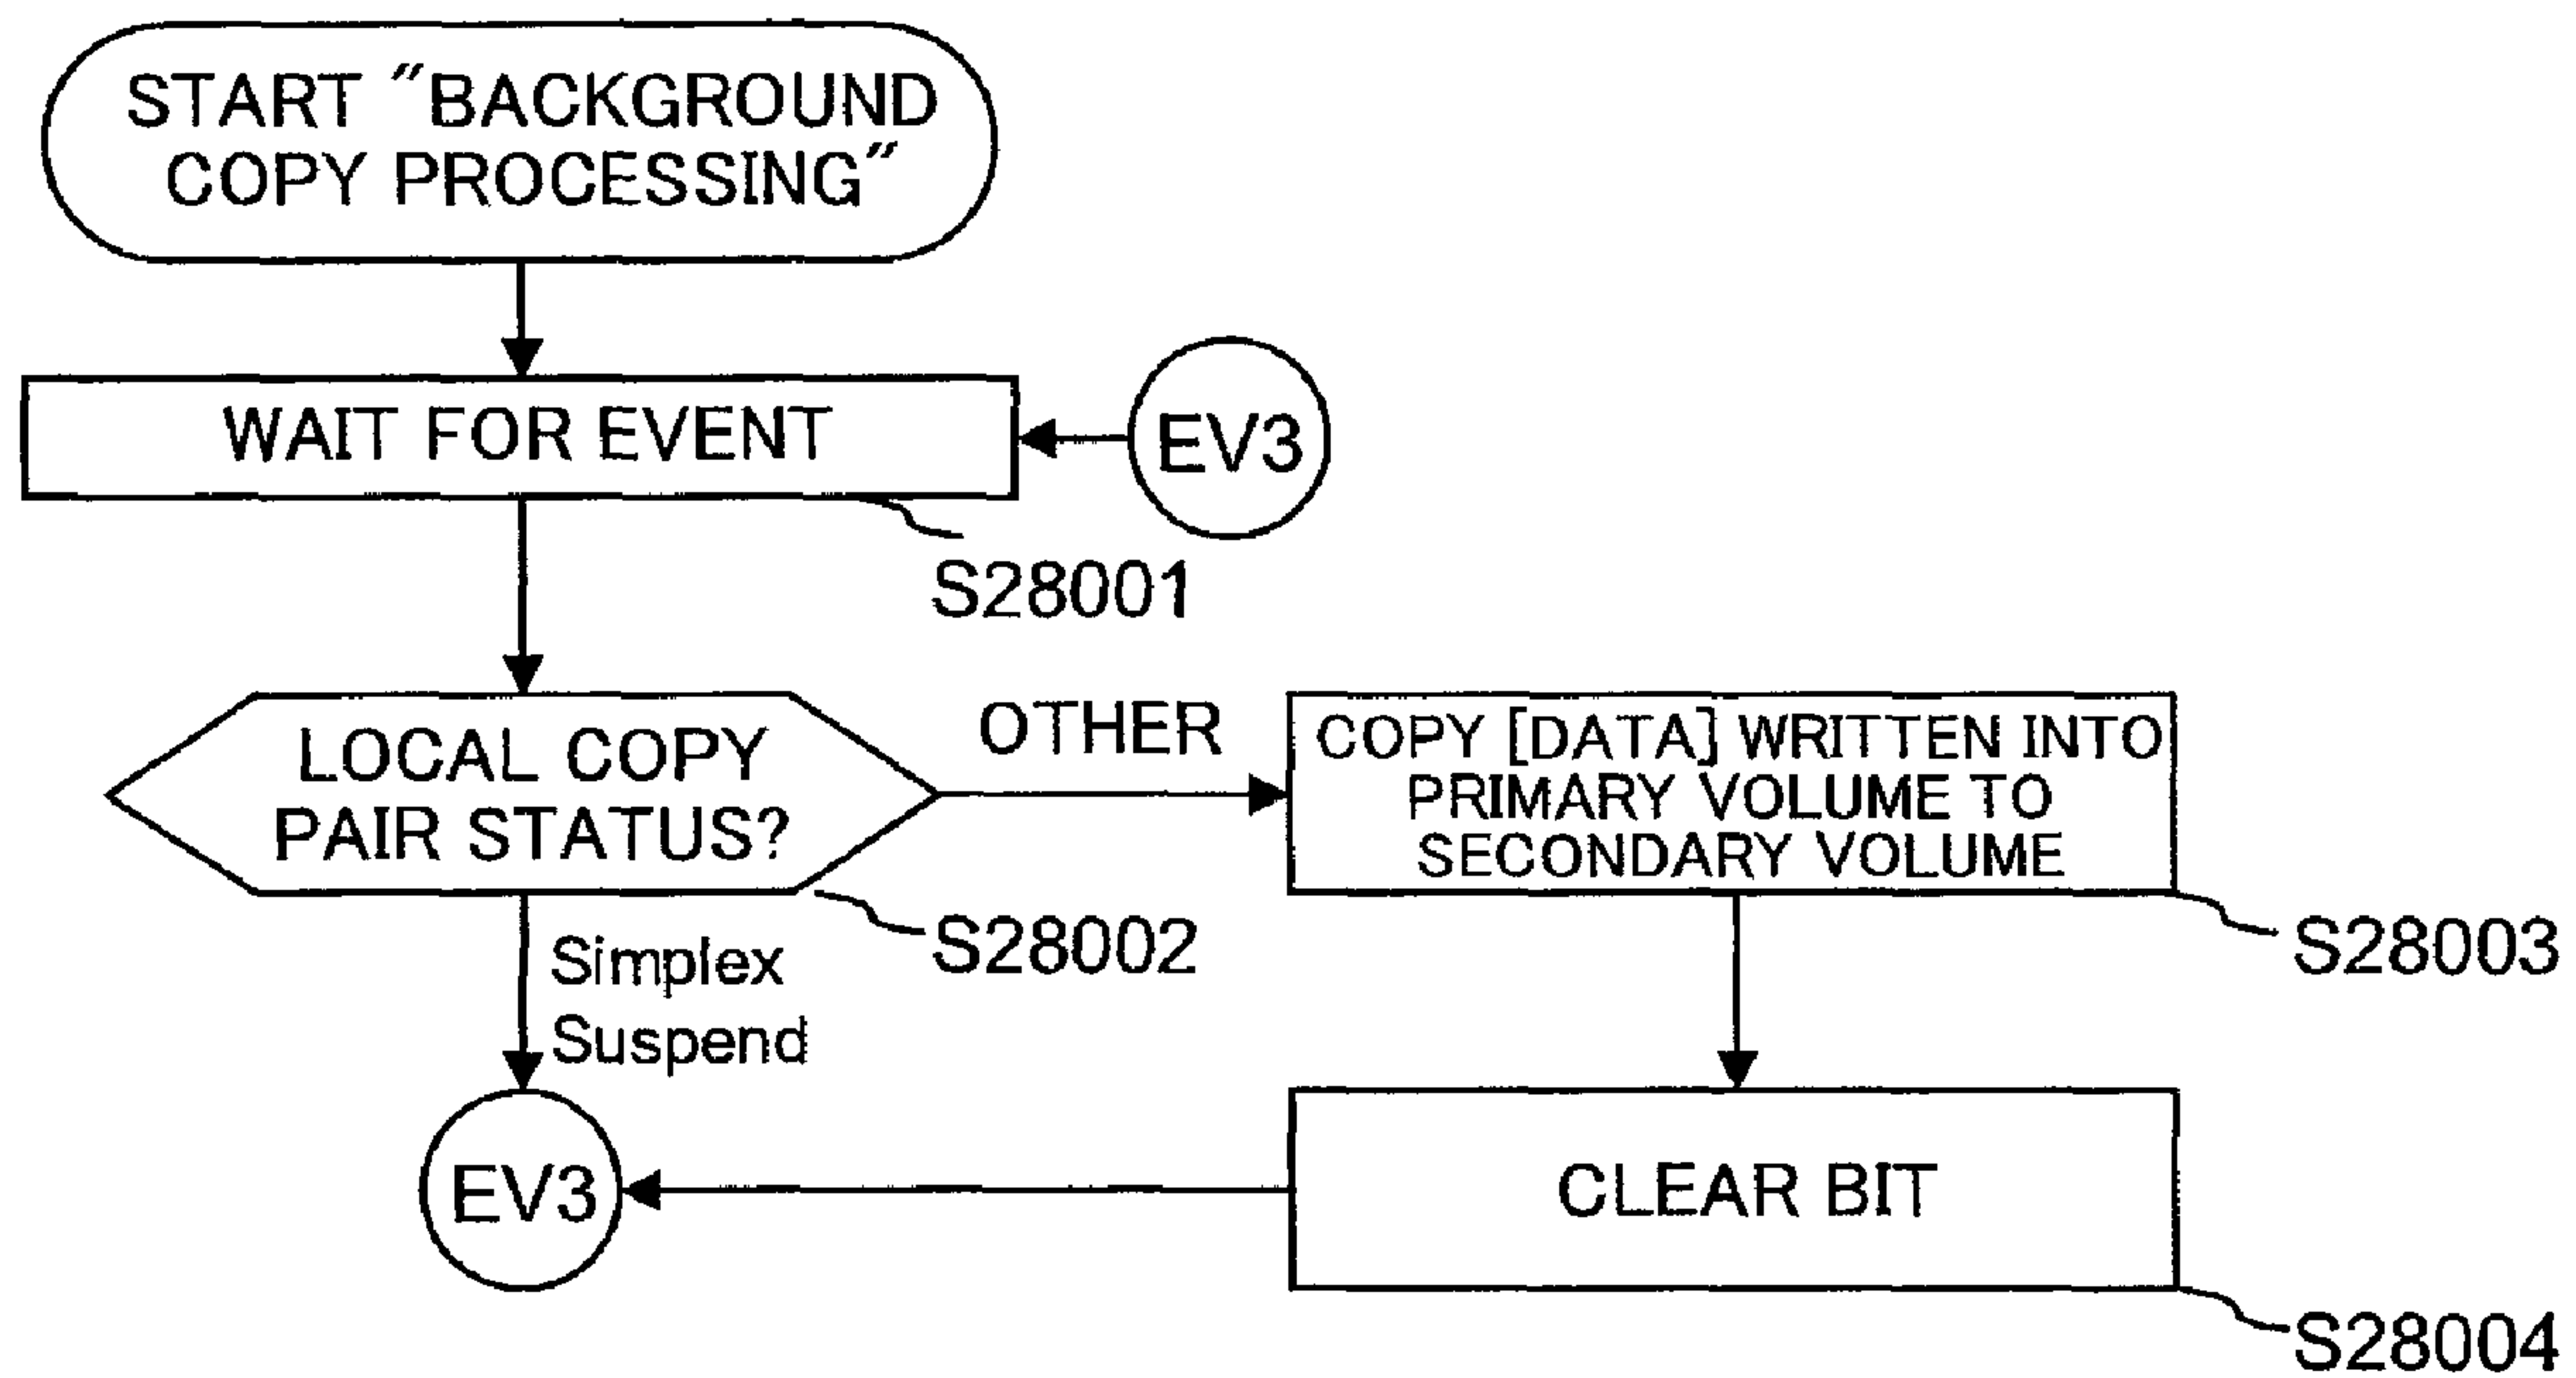 START "BACKGROUND
COPY PROCESSING"
WAIT FOR EVENT
EV3
S28001
LOCAL COPY
PAIR STATUS?
OTHER
COPY [DATA] WRITTEN INTO
PRIMARY VOLUME TO
SECONDARY VOLUME
S28002
S28003
Simplex
Suspend
EV3
CLEAR BIT
S28004